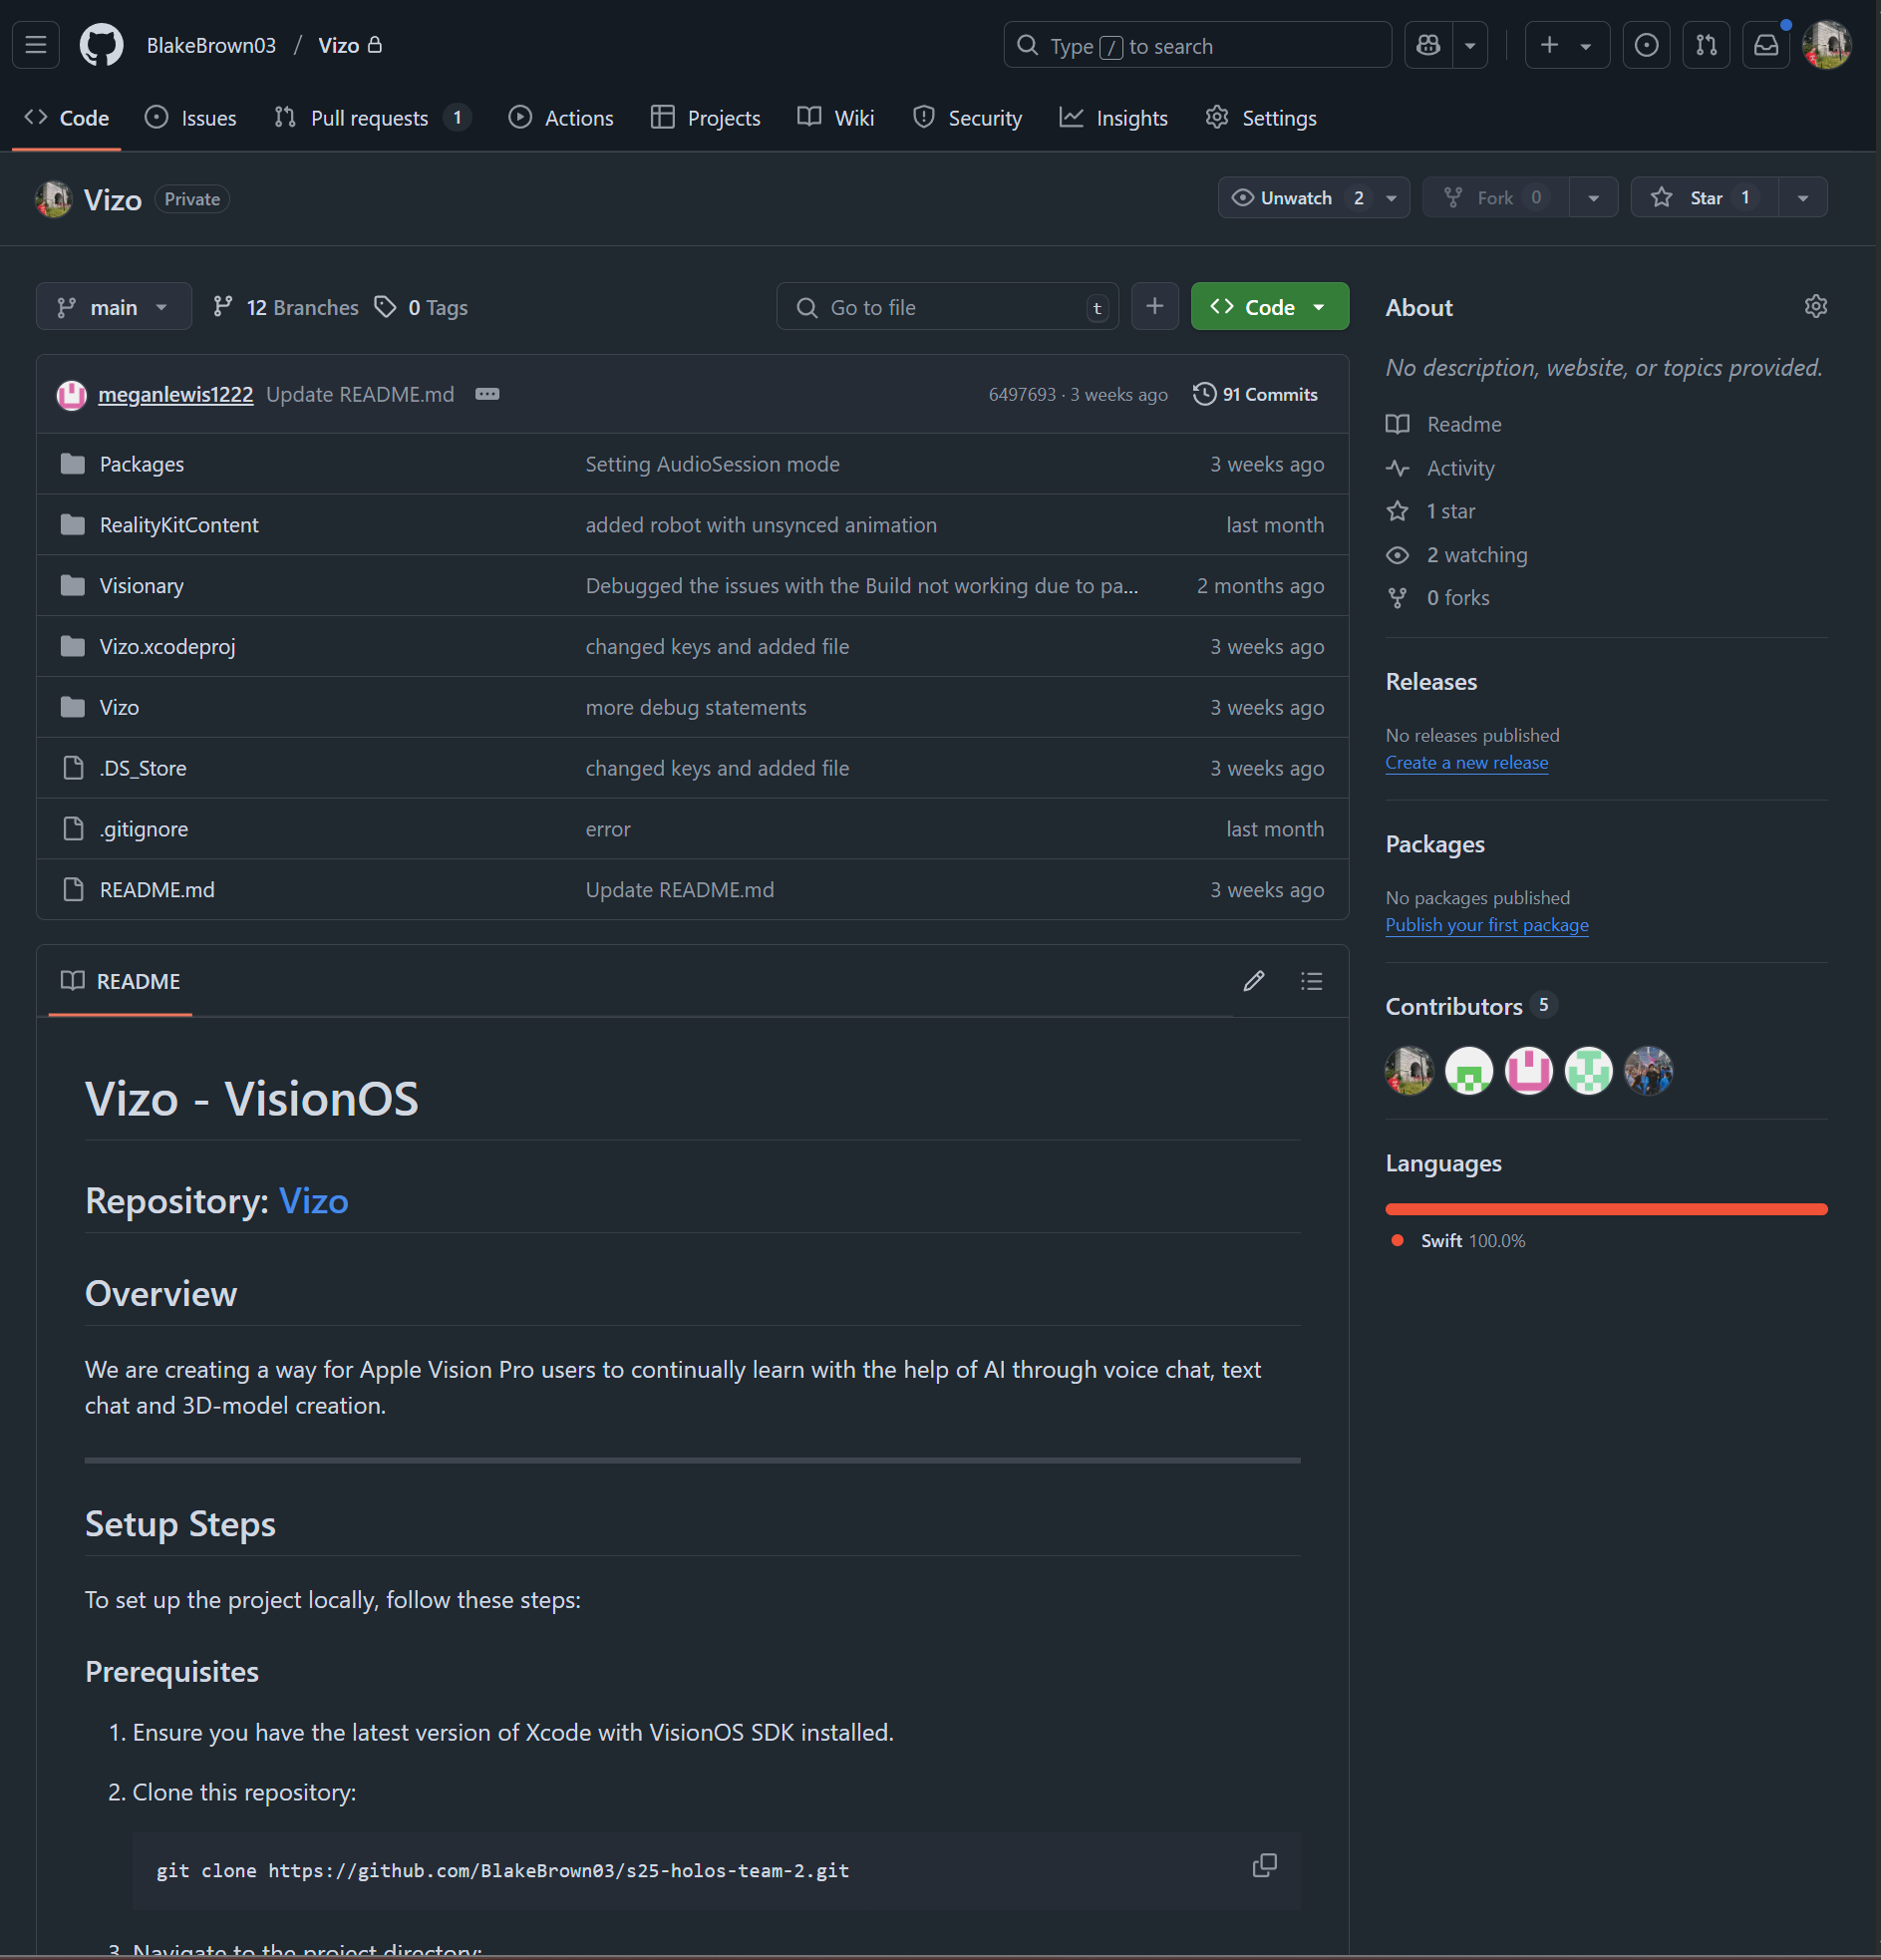 BlakeBrown03 / Vizo
Type / to search
Code
Issues
Pull requests 1
Actions
Projects
Wiki
Security
Insights
Settings
Vizo Private
Unwatch 2
Fork 0
Star 1
main
12 Branches
0 Tags
Go to file t
Code
meganlewis1222 Update README.md
6497693 · 3 weeks ago
91 Commits
Packages Setting AudioSession mode 3 weeks ago
RealityKitContent added robot with unsynced animation last month
Visionary Debugged the issues with the Build not working due to pa... 2 months ago
Vizo.xcodeproj changed keys and added file 3 weeks ago
Vizo more debug statements 3 weeks ago
.DS_Store changed keys and added file 3 weeks ago
.gitignore error last month
README.md Update README.md 3 weeks ago
README
Vizo - VisionOS
Repository: Vizo
Overview
We are creating a way for Apple Vision Pro users to continually learn with the help of AI through voice chat, text
chat and 3D-model creation.
Setup Steps
To set up the project locally, follow these steps:
Prerequisites
1. Ensure you have the latest version of Xcode with VisionOS SDK installed.
2. Clone this repository:
git clone https://github.com/BlakeBrown03/s25-holos-team-2.git
3. Navigate to the project directory:
About
No description, website, or topics provided.
Readme
Activity
1 star
2 watching
0 forks
Releases
No releases published
Create a new release
Packages
No packages published
Publish your first package
Contributors 5
Languages
Swift 100.0%